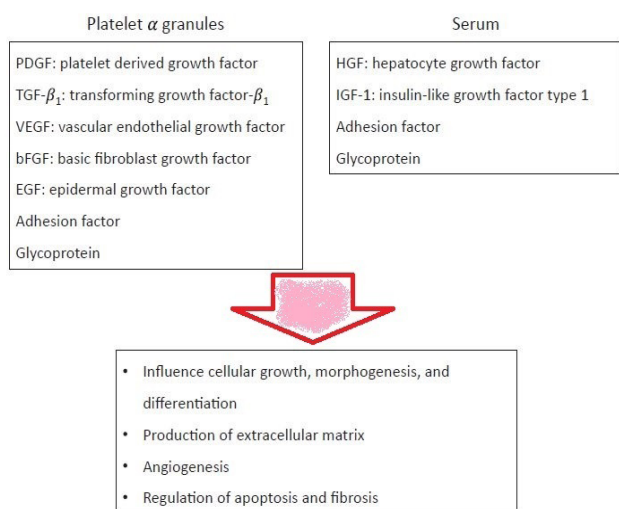 Platelet α granules
PDGF: platelet derived growth factor
TGF-β₁: transforming growth factor-β₁
VEGF: vascular endothelial growth factor
bFGF: basic fibroblast growth factor
EGF: epidermal growth factor
Adhesion factor
Glycoprotein
Serum
HGF: hepatocyte growth factor
IGF-1: insulin-like growth factor type 1
Adhesion factor
Glycoprotein
• Influence cellular growth, morphogenesis, and
differentiation
• Production of extracellular matrix
• Angiogenesis
• Regulation of apoptosis and fibrosis